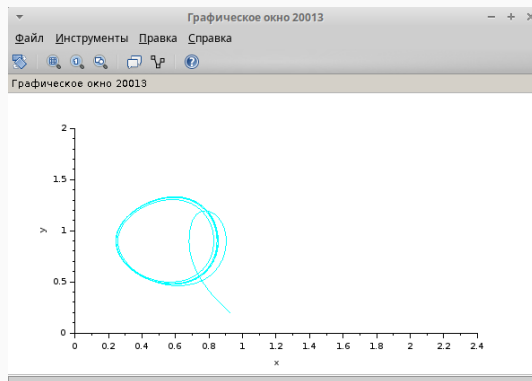 Графическое окно 20013
Файл Инструменты Правка Справка
Графическое окно 20013
2
1.5
y
1
0.5
0
0 0.2 0.4 0.6 0.8 1 1.2 1.4 1.6 1.8 2 2.2 2.4
x